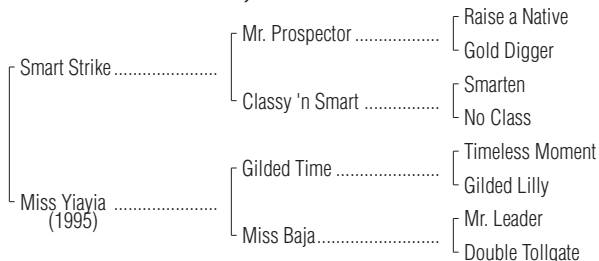 Raise a Native
Mr. Prospector ..................
Gold Digger
Smart Strike ......................
Smarten
Classy 'n Smart ................
No Class
Timeless Moment
Gilded Time ......................
Gilded Lilly
Miss Yiayia ......................
(1995)
Mr. Leader
Miss Baja..........................
Double Tollgate